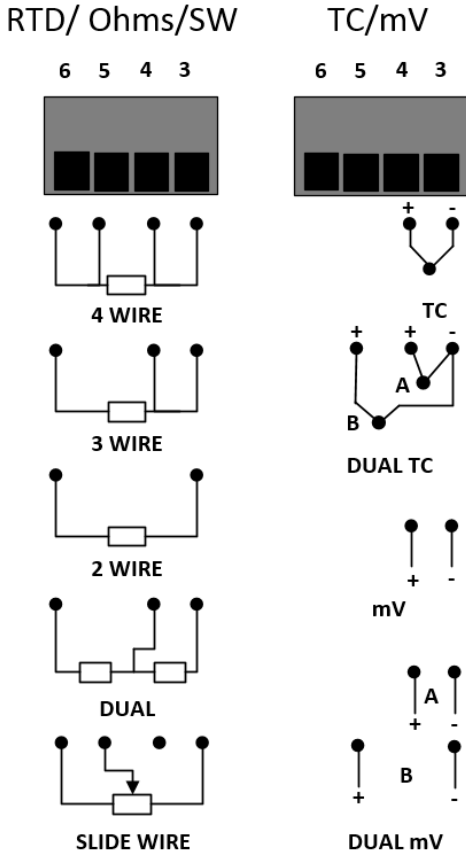 RTD/ Ohms/SW
6 5 4 3
4 WIRE
3 WIRE
2 WIRE
DUAL
SLIDE WIRE
TC/mV
6 5 4 3
+ -
TC
+ + -
A
B
DUAL TC
+ -
mV
A
+ -
B
+ -
DUAL mV